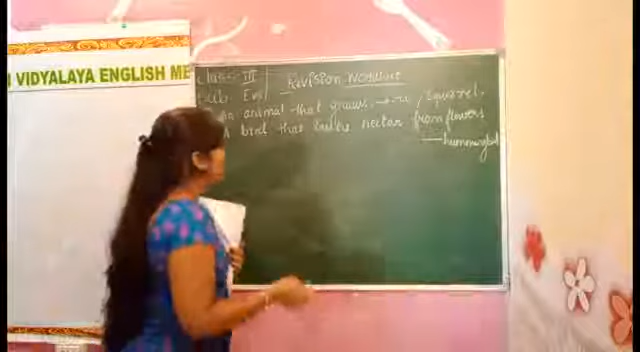 VIDYALAYA ENGLISH ME
Class-III Revision Worksheet
Sub. Evs
An animal that gnaws → squirrel.
A bird that sucks nectar from flowers
— hummingbird